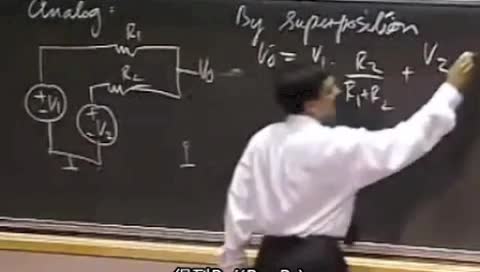 Analog:
By Superposition
V₀ = V₁ · R₂/(R₁+R₂) + V₂
R₁
R₂
V₀
+ − V₁
+ − V₂